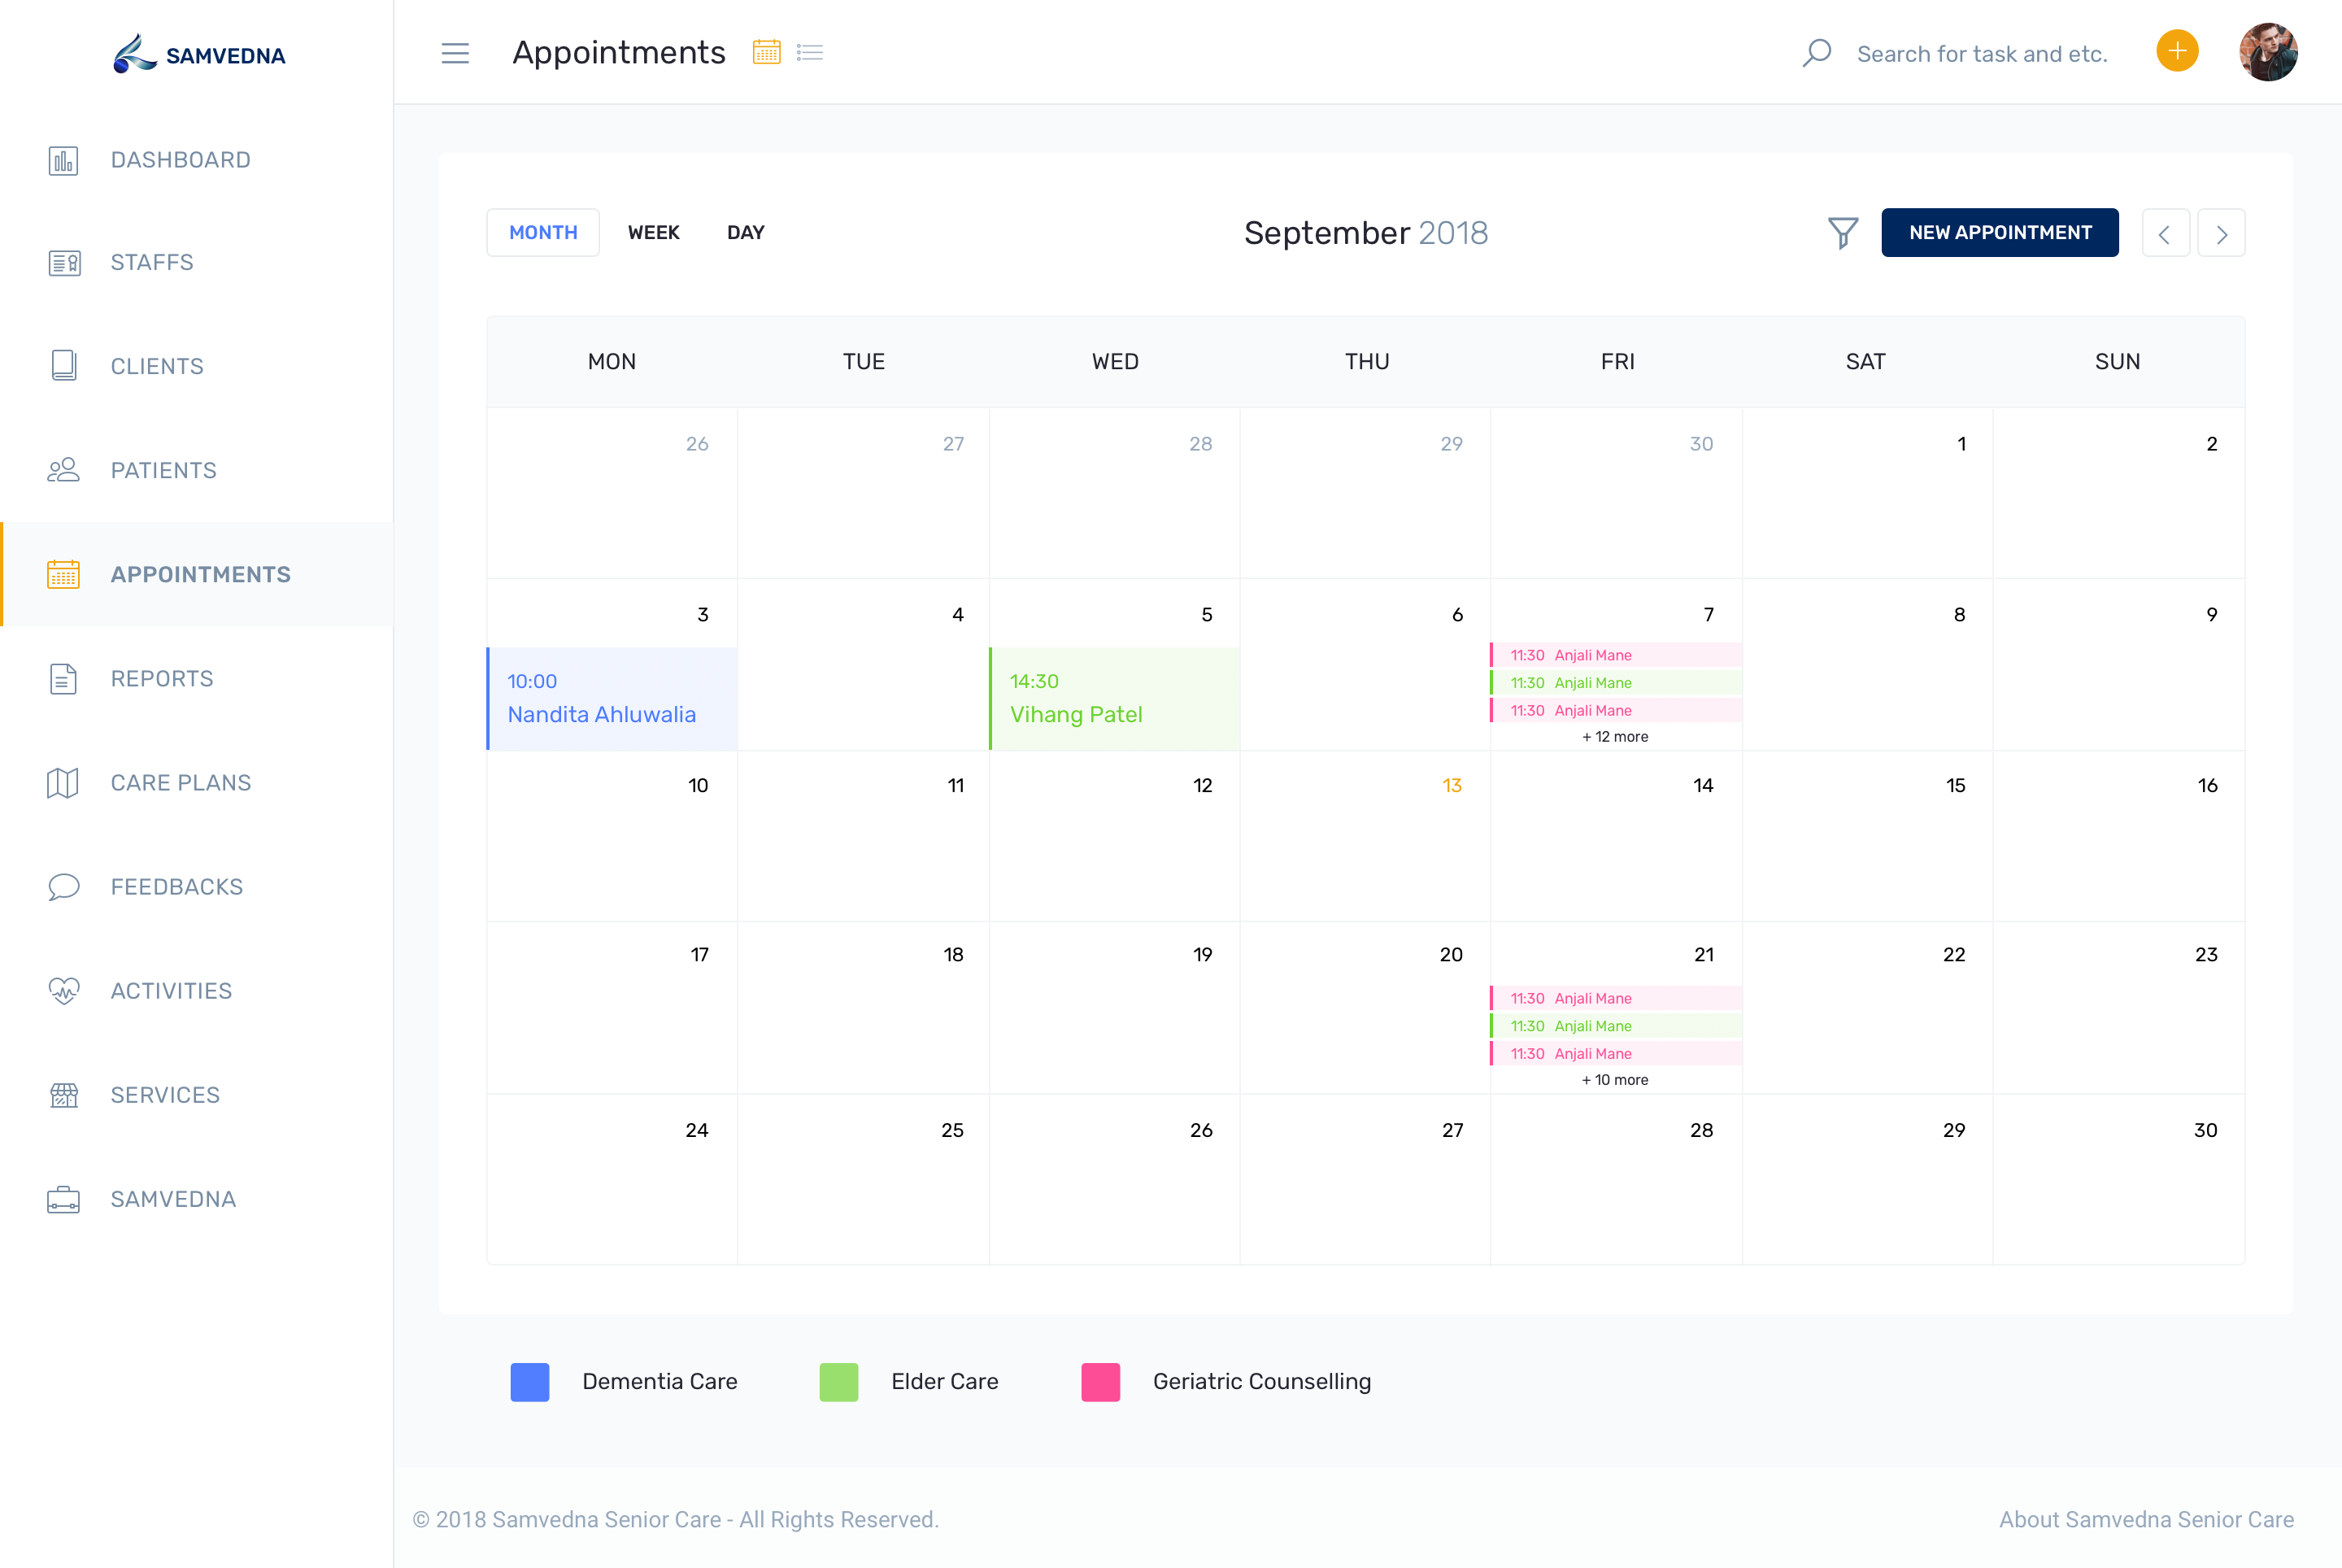 SAMVEDNA
Appointments
Search for task and etc.
DASHBOARD
STAFFS
CLIENTS
PATIENTS
APPOINTMENTS
REPORTS
CARE PLANS
FEEDBACKS
ACTIVITIES
SERVICES
SAMVEDNA
MONTH WEEK DAY
September 2018
NEW APPOINTMENT
MON TUE WED THU FRI SAT SUN
26 27 28 29 30 1 2
3 4 5 6 7 8 9
10:00
Nandita Ahluwalia
14:30
Vihang Patel
11:30 Anjali Mane
11:30 Anjali Mane
11:30 Anjali Mane
+ 12 more
10 11 12 13 14 15 16
17 18 19 20 21 22 23
11:30 Anjali Mane
11:30 Anjali Mane
11:30 Anjali Mane
+ 10 more
24 25 26 27 28 29 30
Dementia Care Elder Care Geriatric Counselling
© 2018 Samvedna Senior Care - All Rights Reserved.
About Samvedna Senior Care